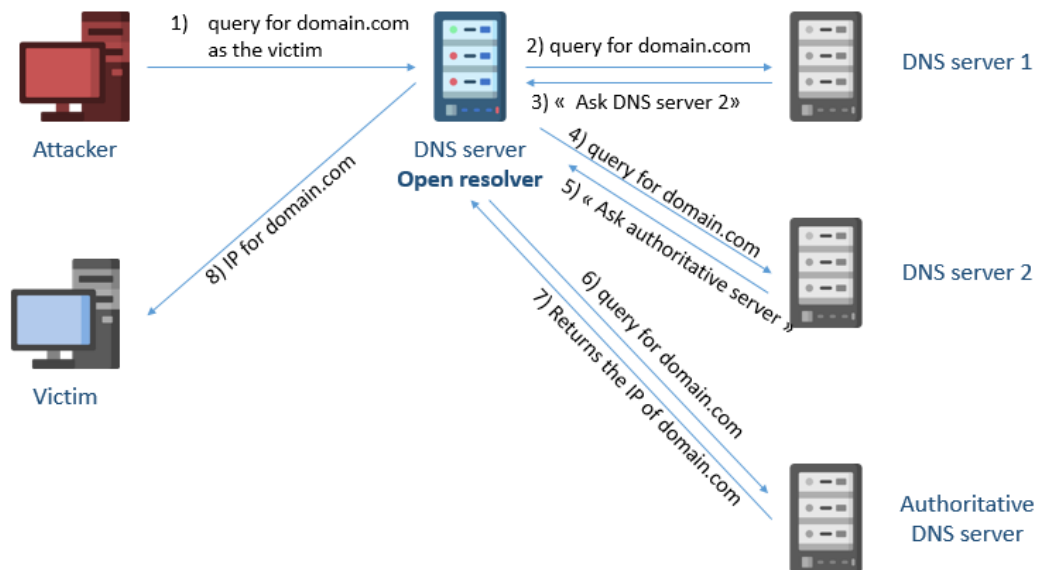 1) query for domain.com
as the victim
2) query for domain.com
DNS server 1
3) « Ask DNS server 2»
Attacker
DNS server
Open resolver
4) query for domain.com
5) « Ask authoritative server »
DNS server 2
8) IP for domain.com
6) query for domain.com
7) Returns the IP of domain.com
Victim
Authoritative
DNS server